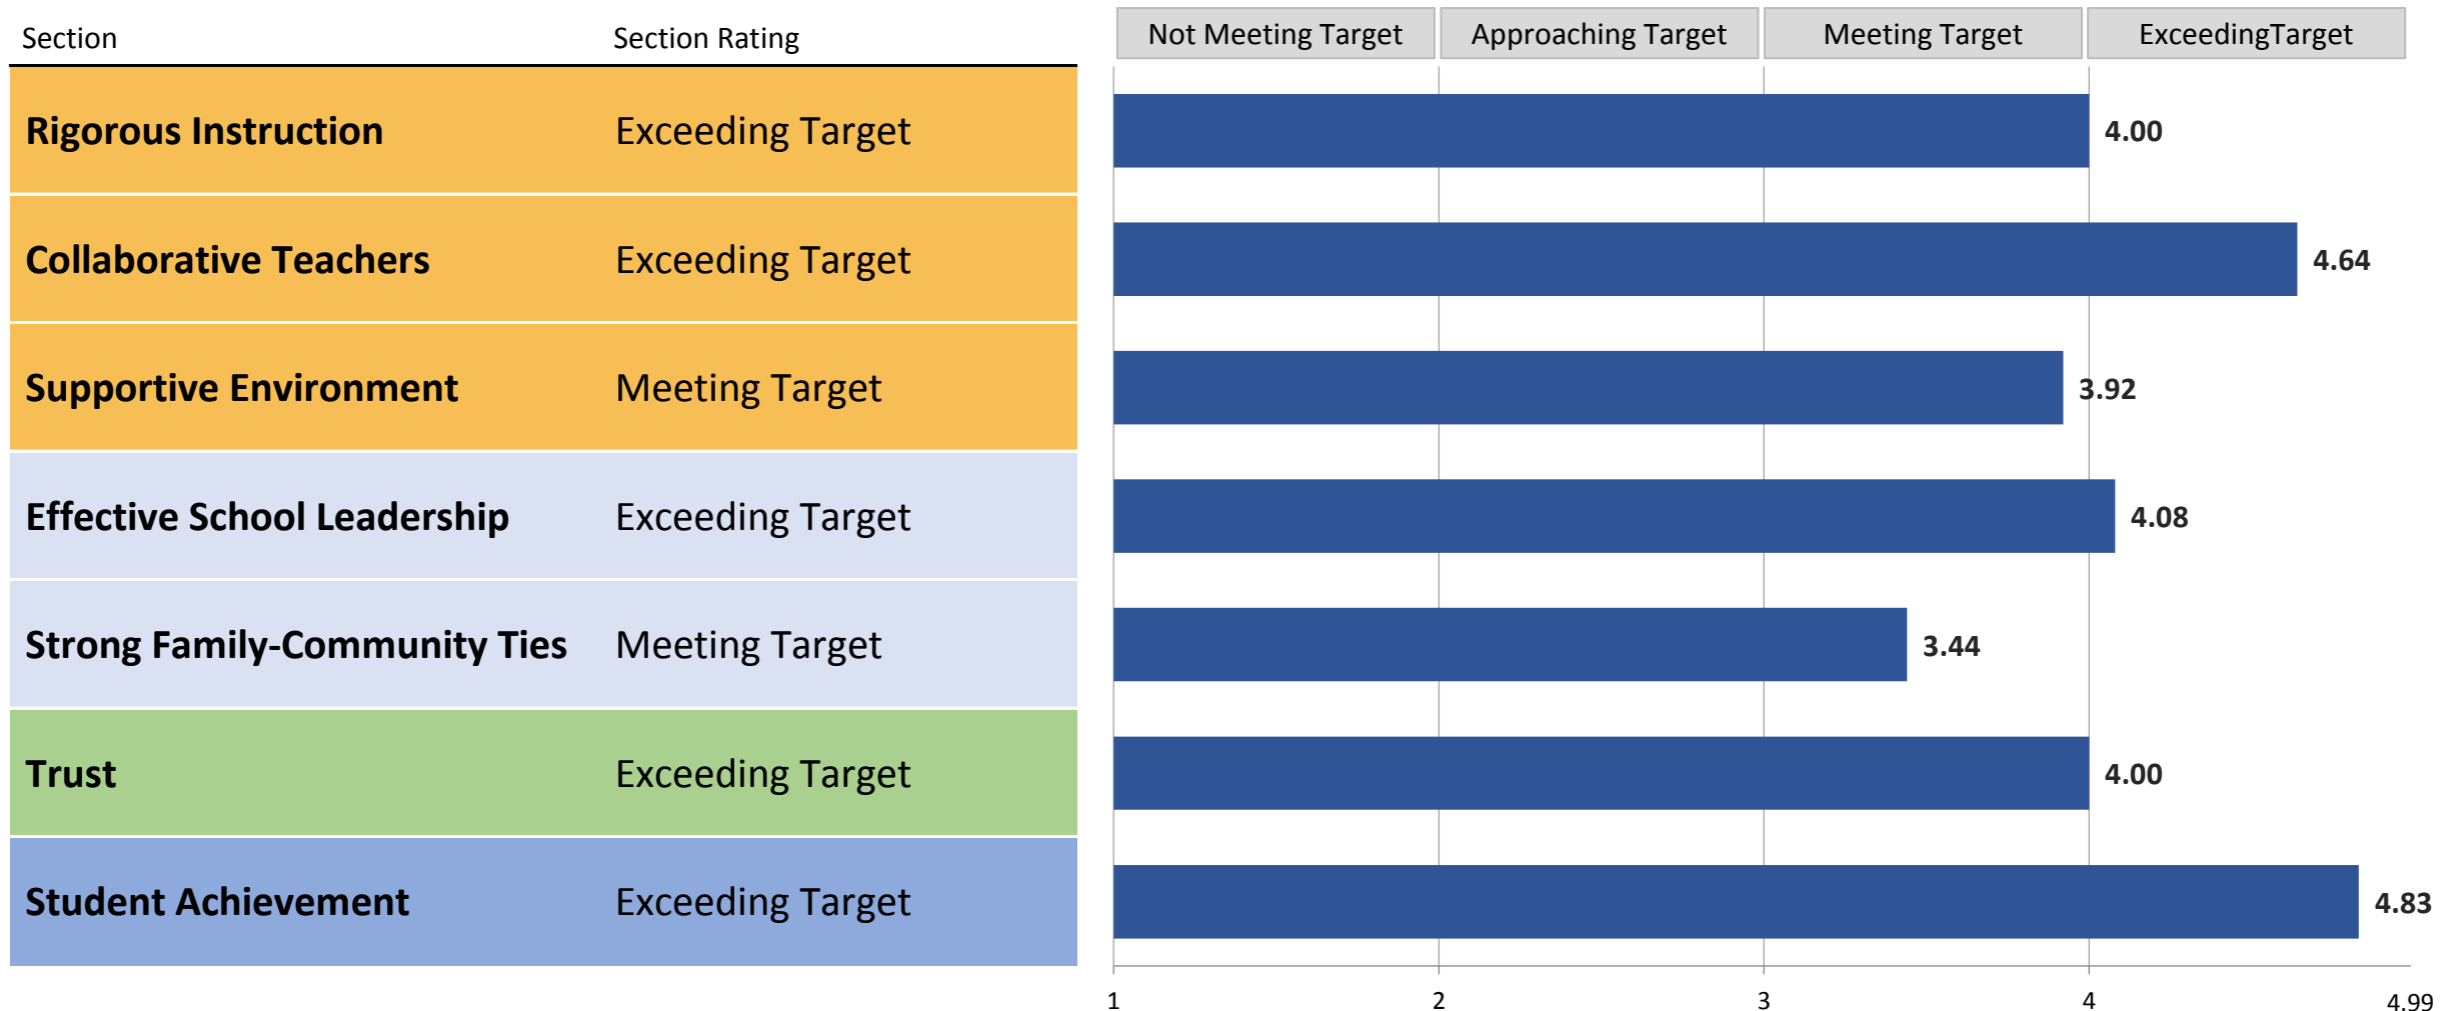 Section Section Rating Not Meeting Target Approaching Target Meeting Target ExceedingTarget
Rigorous Instruction Exceeding Target 4.00
Collaborative Teachers Exceeding Target 4.64
Supportive Environment Meeting Target 3.92
Effective School Leadership Exceeding Target 4.08
Strong Family-Community Ties Meeting Target 3.44
Trust Exceeding Target 4.00
Student Achievement Exceeding Target 4.83
1 2 3 4 4.99